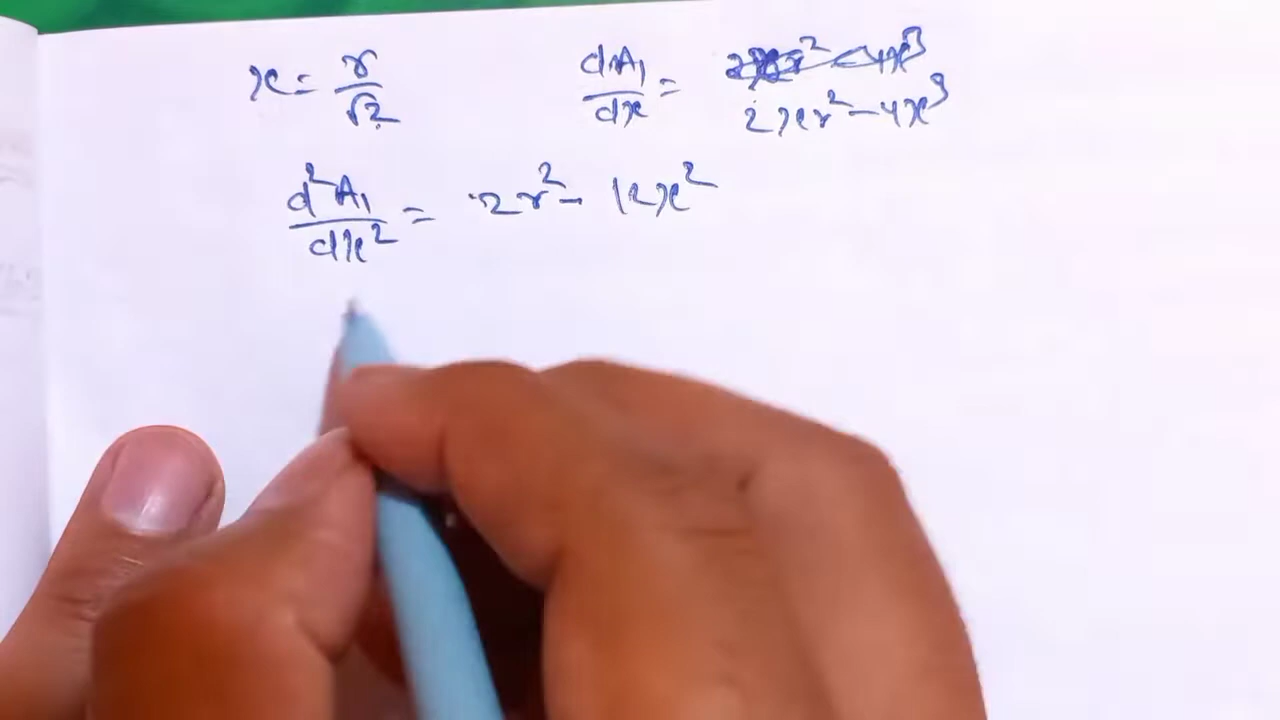 x = r/√2    dA₁/dx = 2xr² - 4x³
d²A₁/dx² = 2r² - 12x²